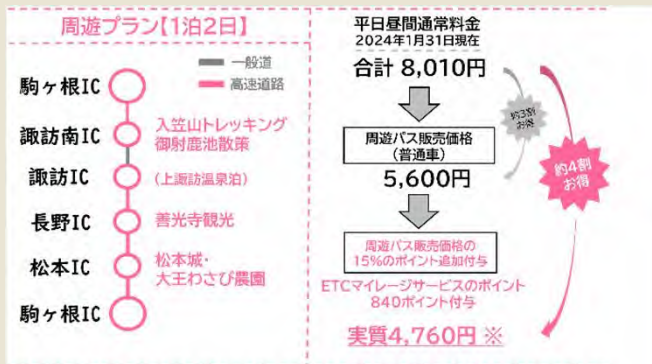 周遊プラン【1泊2日】
一般道
高速道路
駒ヶ根IC
諏訪南IC
入笠山トレッキング
御射鹿池散策
諏訪IC
(上諏訪温泉泊)
長野IC
善光寺観光
松本IC
松本城・
大王わさび農園
駒ヶ根IC
平日昼間通常料金
2024年1月31日現在
合計 8,010円
約3割
お得
周遊パス販売価格
(普通車)
5,600円
約4割
お得
周遊パス販売価格の
15%のポイント追加付与
ETCマイレージサービスのポイント
840ポイント付与
実質4,760円 ※